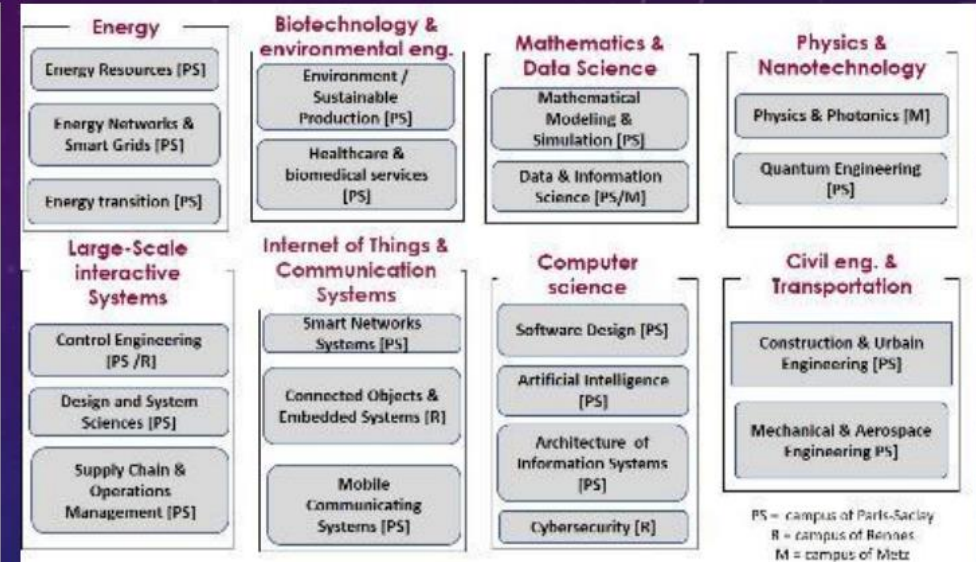 Energy
Energy Resources [PS]
Energy Networks &
Smart Grids [PS]
Energy transition [PS]
Biotechnology &
environmental eng.
Environment /
Sustainable
Production [PS]
Healthcare &
biomedical services
[PS]
Mathematics &
Data Science
Mathematical
Modeling &
Simulation [PS]
Data & Information
Science [PS/M]
Physics &
Nanotechnology
Physics & Photonics [M]
Quantum Engineering
[PS]
Large-Scale
interactive
Systems
Control Engineering
[PS /R]
Design and System
Sciences [PS]
Supply Chain &
Operations
Management [PS]
Internet of Things &
Communication
Systems
Smart Networks
Systems [PS]
Connected Objects &
Embedded Systems [R]
Mobile
Communicating
Systems [PS]
Computer
science
Software Design [PS]
Artificial Intelligence
[PS]
Architecture of
Information Systems
[PS]
Cybersecurity [R]
Civil eng. &
Transportation
Construction & Urbain
Engineering [PS]
Mechanical & Aerospace
Engineering PS]
PS = campus of Paris-Saclay
R = campus of Rennes
M = campus of Metz